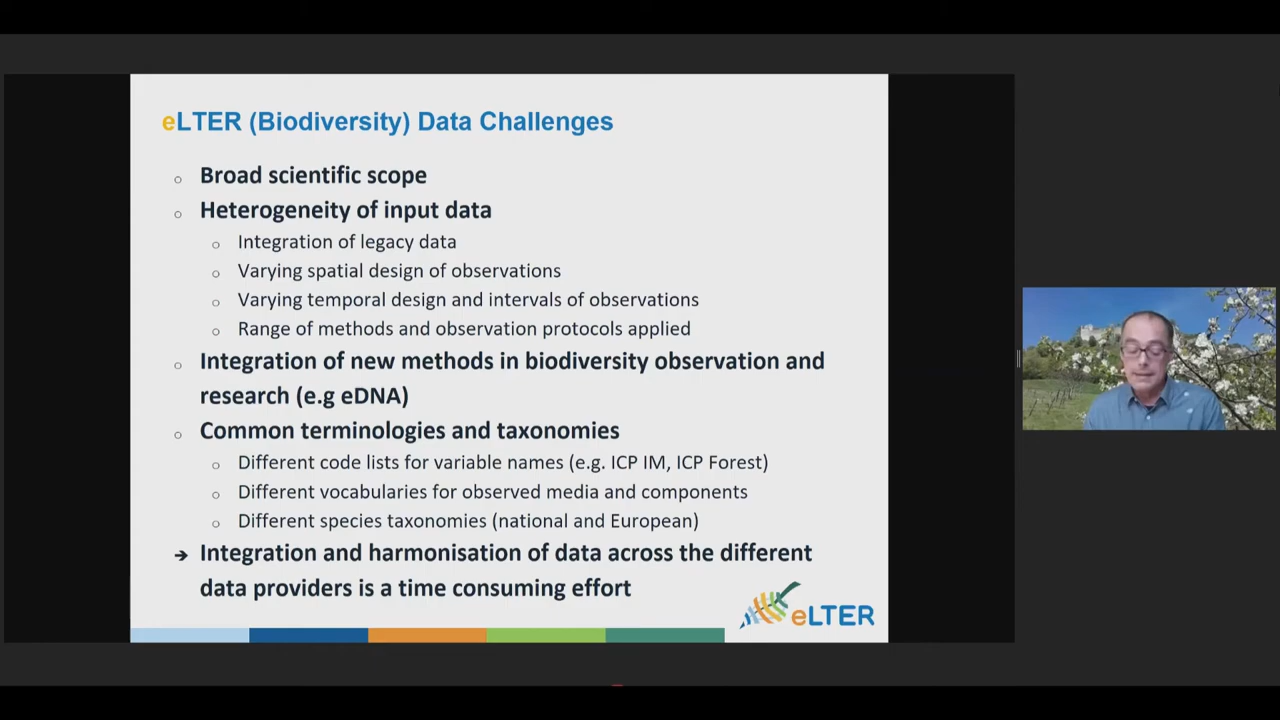 eLTER (Biodiversity) Data Challenges
Broad scientific scope
Heterogeneity of input data
Integration of legacy data
Varying spatial design of observations
Varying temporal design and intervals of observations
Range of methods and observation protocols applied
Integration of new methods in biodiversity observation and
research (e.g eDNA)
Common terminologies and taxonomies
Different code lists for variable names (e.g. ICP IM, ICP Forest)
Different vocabularies for observed media and components
Different species taxonomies (national and European)
Integration and harmonisation of data across the different
data providers is a time consuming effort
eLTER